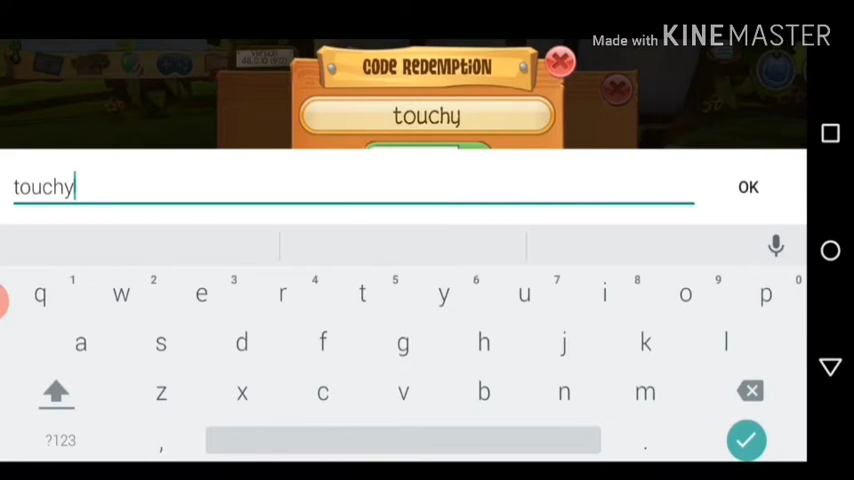 Made with KINEMASTER
CODE REDEMPTION
touchy
touchy
OK
1 2 3 4 5 6 7 8 9 0
q w e r t y u i o p
a s d f g h j k l
z x c v b n m
?123 , .